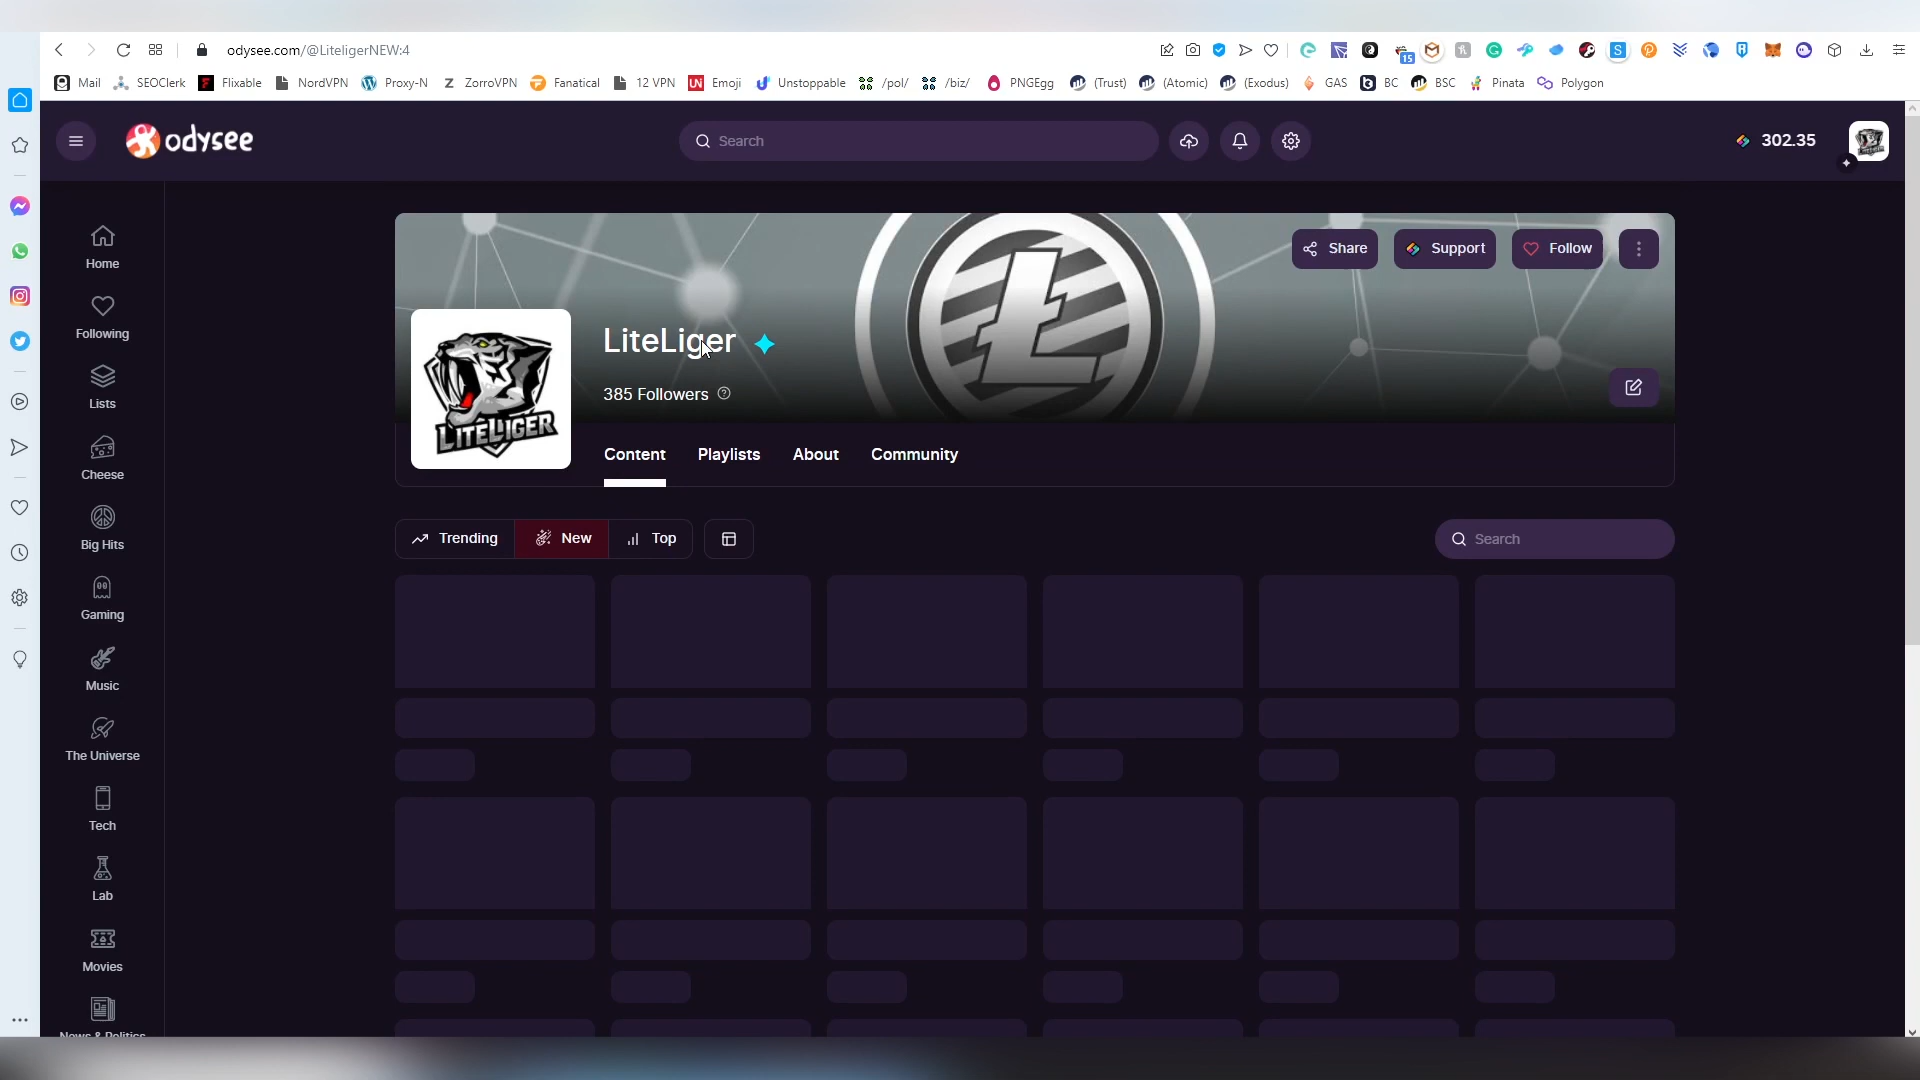 odysee.com/@LiteligerNEW:4
15
Mail SEOClerk Flixable NordVPN Proxy-N ZorroVPN Fanatical 12 VPN Emoji Unstoppable /pol/ /biz/ PNGEgg (Trust) (Atomic) (Exodus) GAS BC BSC Pinata Polygon
odysee
Search
302.35
Home
Following
Lists
Cheese
Big Hits
Gaming
Music
The Universe
Tech
Lab
Movies
News & Politics
Share Support Follow
LiteLiger
385 Followers
LITELIGER
Content Playlists About Community
Trending New Top
Search